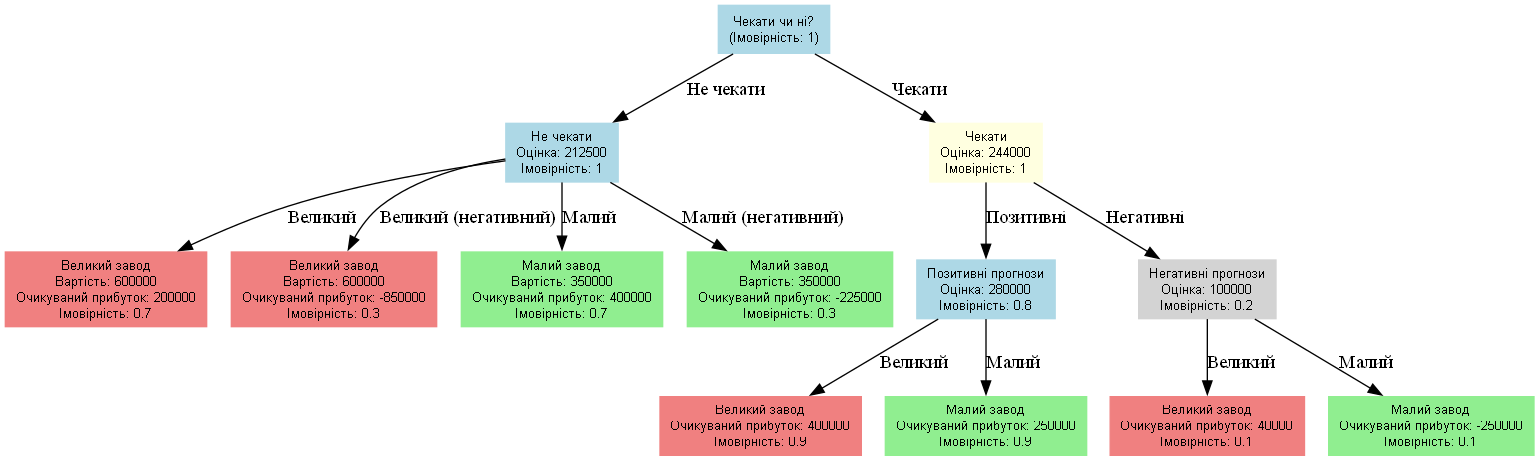 Чекати чи ні?
(Імовірність: 1)
Не чекати
Чекати
Не чекати
Оцінка: 212500
Імовірність: 1
Чекати
Оцінка: 244000
Імовірність: 1
Великий
Великий (негативний)
Малий
Малий (негативний)
Позитивні
Негативні
Великий завод
Вартість: 600000
Очикуваний прибуток: 200000
Імовірність: 0.7
Великий завод
Вартість: 600000
Очикуваний прибуток: -850000
Імовірність: 0.3
Малий завод
Вартість: 350000
Очикуваний прибуток: 400000
Імовірність: 0.7
Малий завод
Вартість: 350000
Очикуваний прибуток: -225000
Імовірність: 0.3
Позитивні прогнози
Оцінка: 280000
Імовірність: 0.8
Негативні прогнози
Оцінка: 100000
Імовірність: 0.2
Великий
Малий
Великий
Малий
Великий завод
Очикуваний прибуток: 400000
Імовірність: 0.9
Малий завод
Очикуваний прибуток: 250000
Імовірність: 0.9
Великий завод
Очикуваний прибуток: 40000
Імовірність: 0.1
Малий завод
Очикуваний прибуток: -250000
Імовірність: 0.1